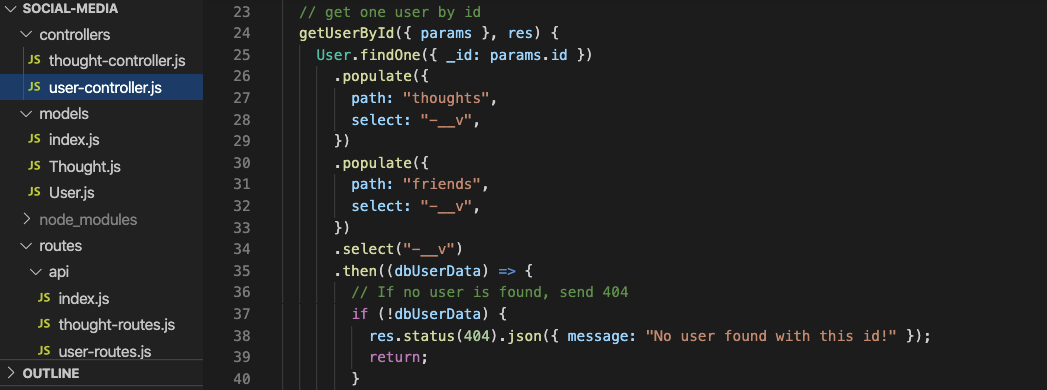 SOCIAL-MEDIA
controllers
JS thought-controller.js
JS user-controller.js
models
JS index.js
JS Thought.js
JS User.js
node_modules
routes
api
JS index.js
JS thought-routes.js
JS user-routes.js
OUTLINE
23 // get one user by id
24 getUserById({ params }, res) {
25 User.findOne({ _id: params.id })
26 .populate({
27 path: "thoughts",
28 select: "-__v",
29 })
30 .populate({
31 path: "friends",
32 select: "-__v",
33 })
34 .select("-__v")
35 .then((dbUserData) => {
36 // If no user is found, send 404
37 if (!dbUserData) {
38 res.status(404).json({ message: "No user found with this id!" });
39 return;
40 }